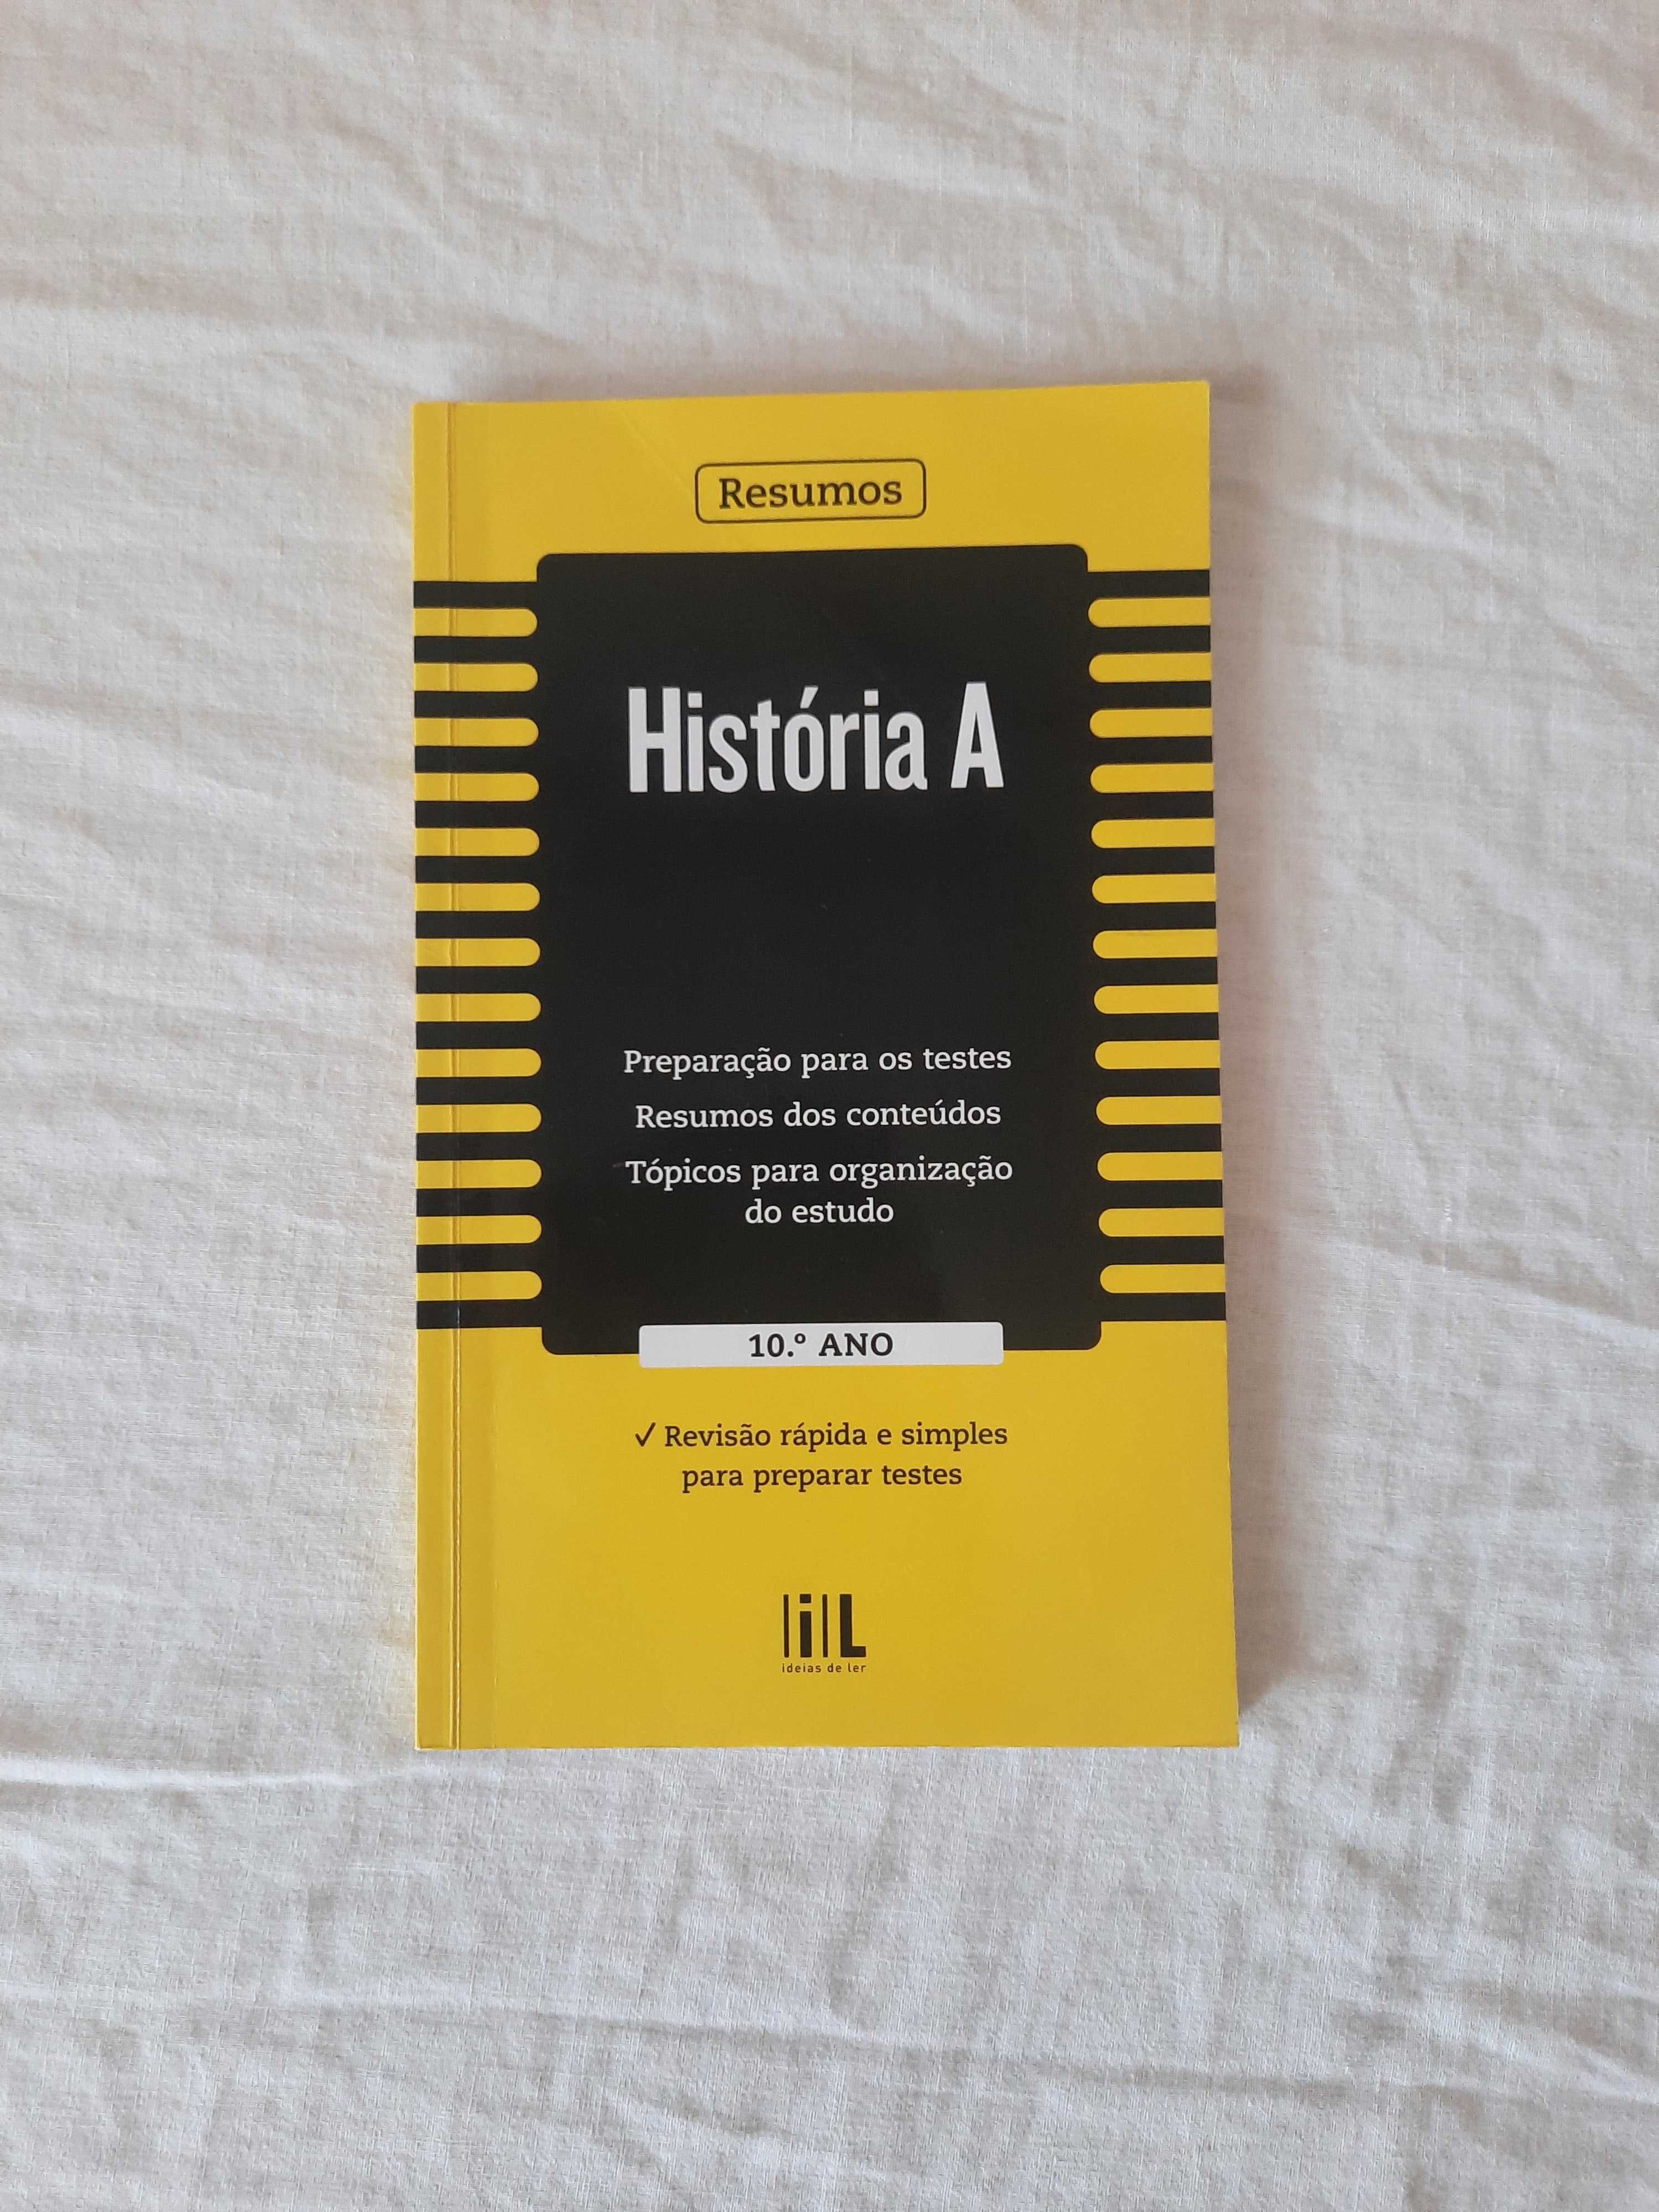 Resumos
História A
Preparação para os testes
Resumos dos conteúdos
Tópicos para organização
do estudo
10.º ANO
✓ Revisão rápida e simples
para preparar testes
|i|L
ideias de ler